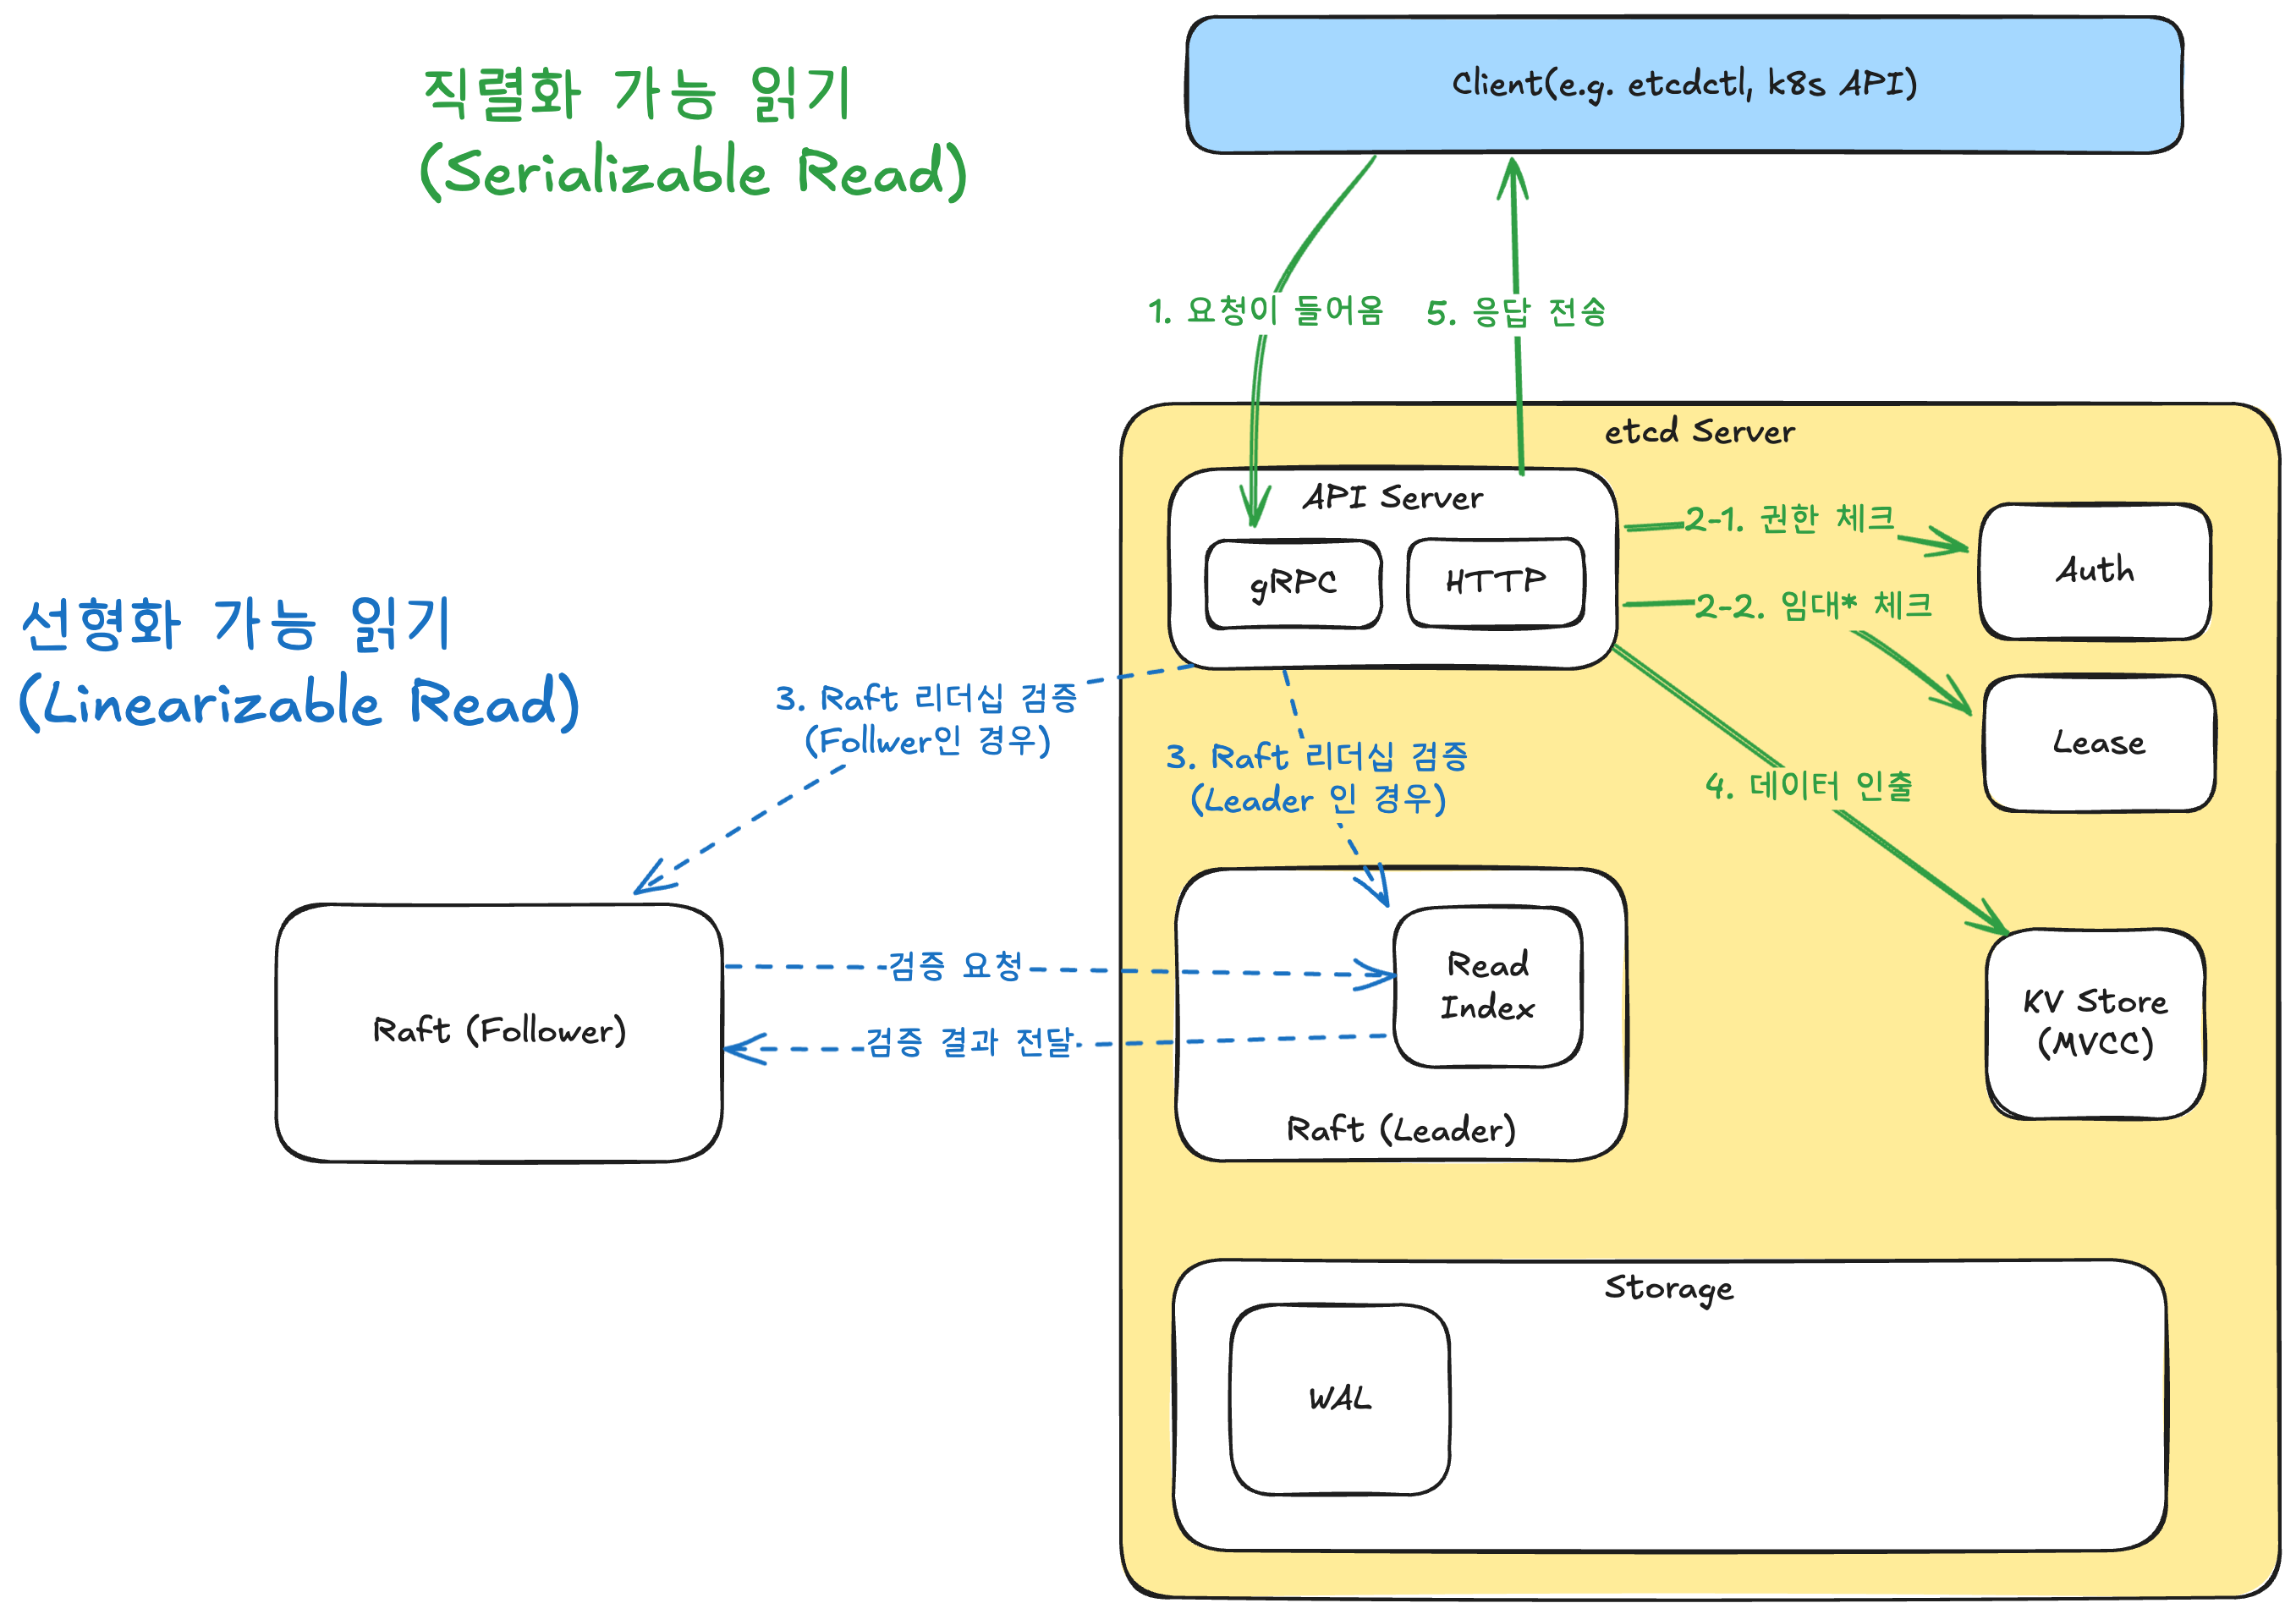 Client(e.g. etcdctl, k8s API)
직렬화 가능 읽기
(Serializable Read)
1. 요청이 들어옴
5. 응답 전송
etcd Server
API Server
gRPC
HTTP
2-1. 권한 체크
Auth
2-2. 임대* 체크
Lease
선형화 가능 읽기
(Linearizable Read)
3. Raft 리더십 검증
(Follwer인 경우)
3. Raft 리더십 검증
(Leader 인 경우)
4. 데이터 인출
Raft (Follower)
검증 요청
검증 결과 전달
Read
Index
Raft (Leader)
KV Store
(MVCC)
Storage
WAL